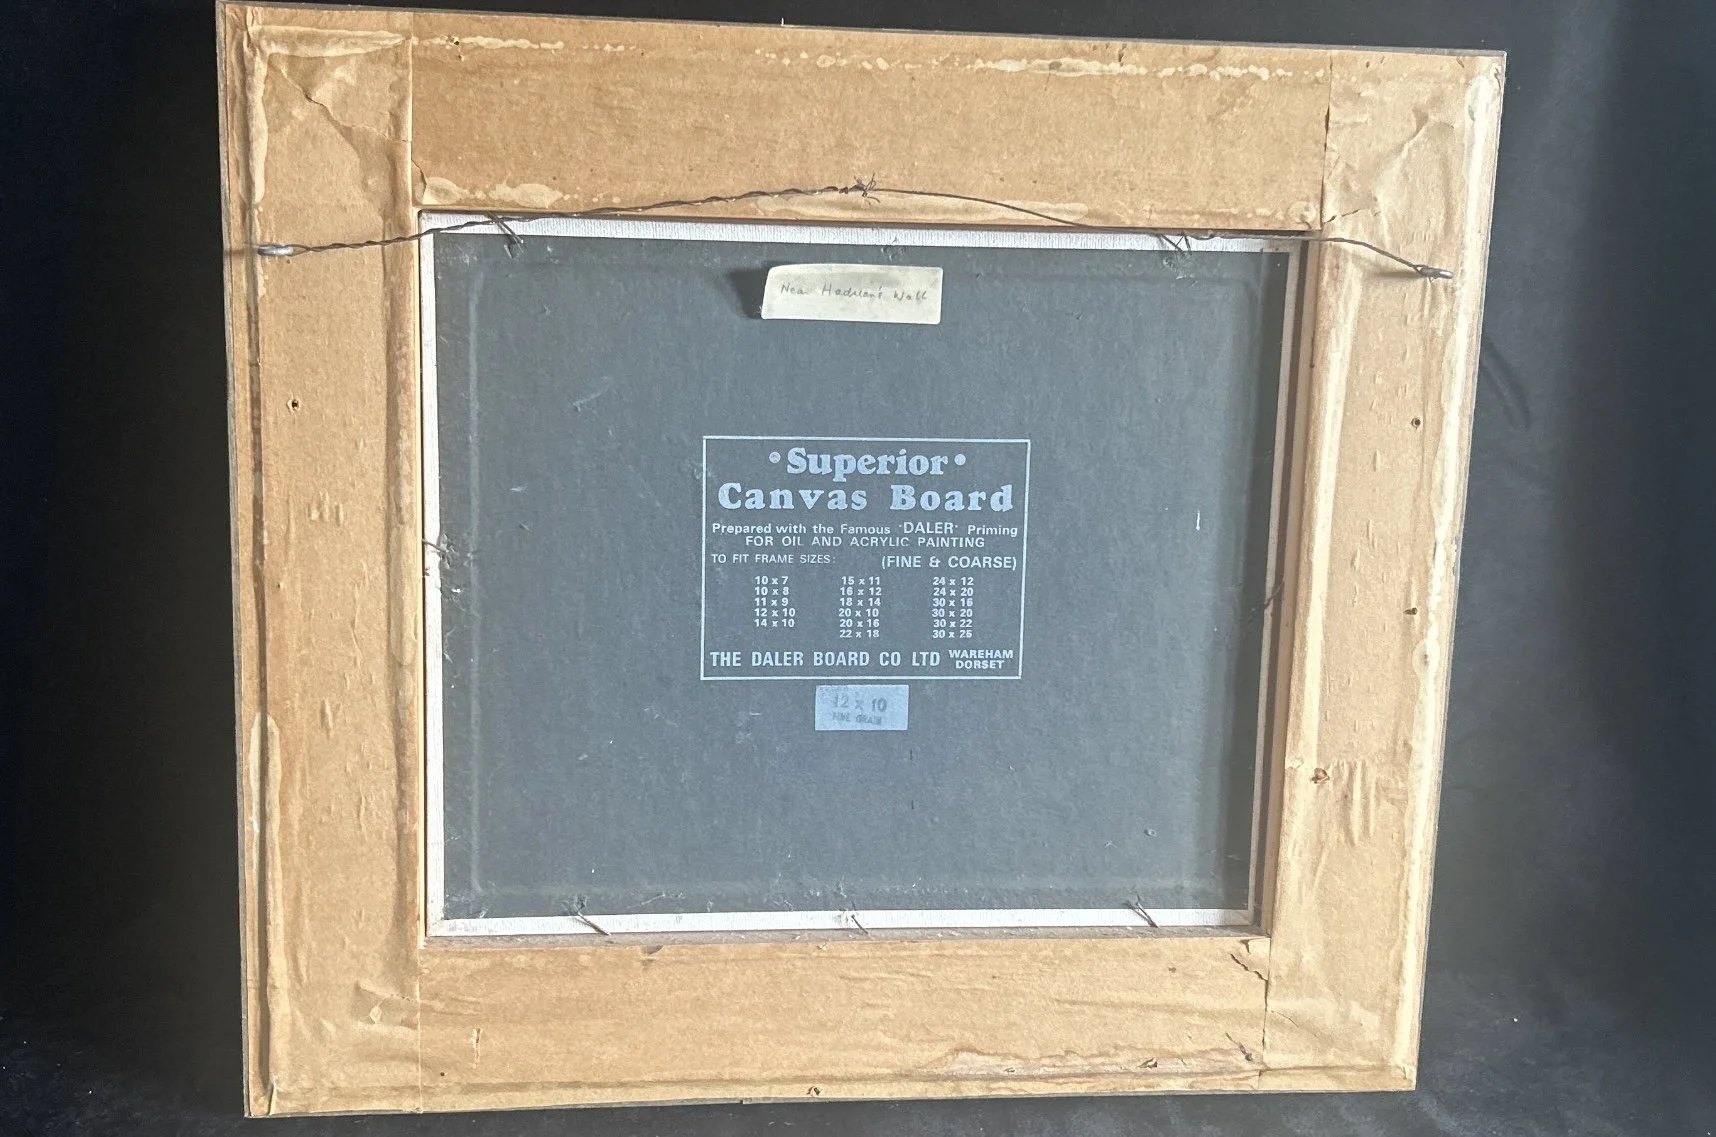 Near Hadrian's Wall
• Superior •
Canvas Board
Prepared with the Famous 'DALER' Priming
FOR OIL AND ACRYLIC PAINTING
TO FIT FRAME SIZES: (FINE & COARSE)
10 x 7 15 x 11 24 x 12
10 x 8 16 x 12 24 x 20
11 x 9 18 x 14 30 x 16
12 x 10 20 x 10 30 x 20
14 x 10 20 x 16 30 x 22
22 x 18 30 x 25
THE DALER BOARD CO LTD WAREHAM DORSET
12 x 10
FINE GRAIN